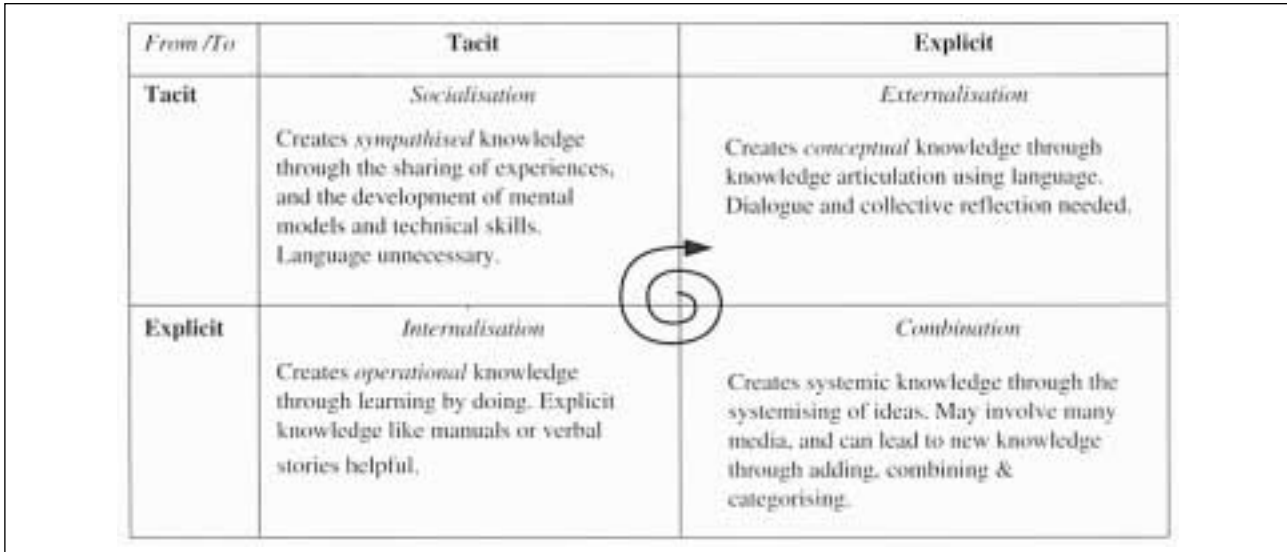 From /To
Tacit
Explicit
Tacit
Socialisation
Creates sympathised knowledge
through the sharing of experiences,
and the development of mental
models and technical skills.
Language unnecessary.
Externalisation
Creates conceptual knowledge through
knowledge articulation using language.
Dialogue and collective reflection needed.
Explicit
Internalisation
Creates operational knowledge
through learning by doing. Explicit
knowledge like manuals or verbal
stories helpful.
Combination
Creates systemic knowledge through the
systemising of ideas. May involve many
media, and can lead to new knowledge
through adding, combining &
categorising.